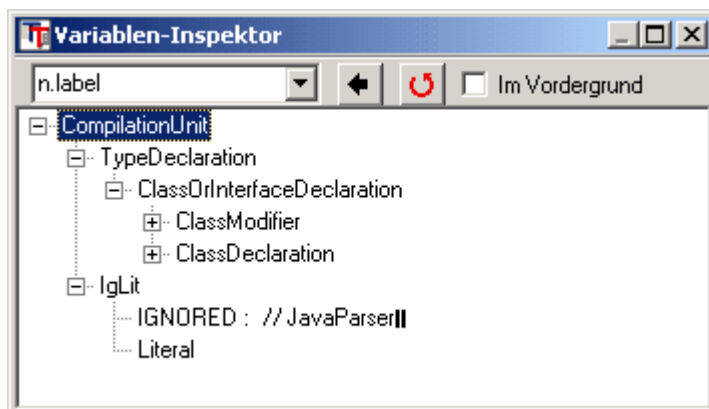 Variablen-Inspektor
n.label Im Vordergrund
CompilationUnit
TypeDeclaration
ClassOrInterfaceDeclaration
ClassModifier
ClassDeclaration
IgLit
IGNORED : // JavaParser
Literal